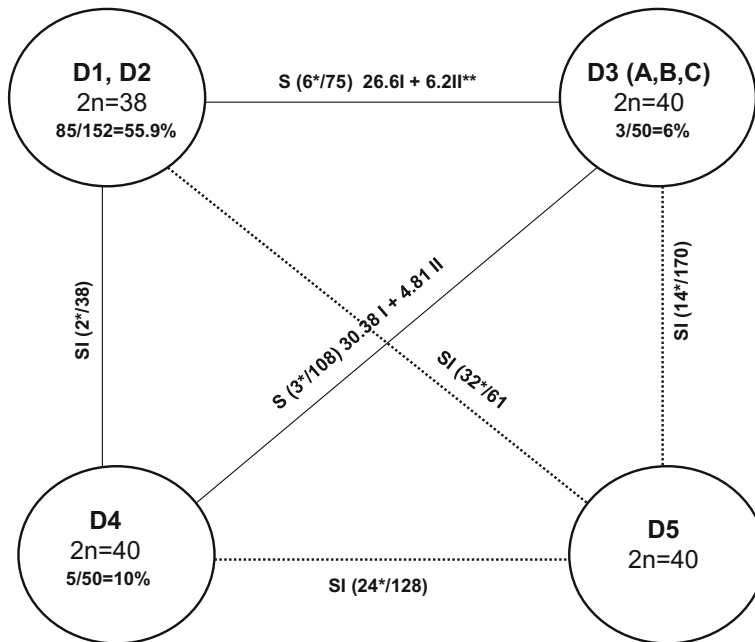 D1, D2
2n=38
85/152=55.9%
S (6*/75) 26.6I + 6.2II**
D3 (A,B,C)
2n=40
3/50=6%
SI (2*/38)
S (3*/108) 30.38 I + 4.81 II
SI (32*/61
SI (14*/170)
D4
2n=40
5/50=10%
SI (24*/128)
D5
2n=40